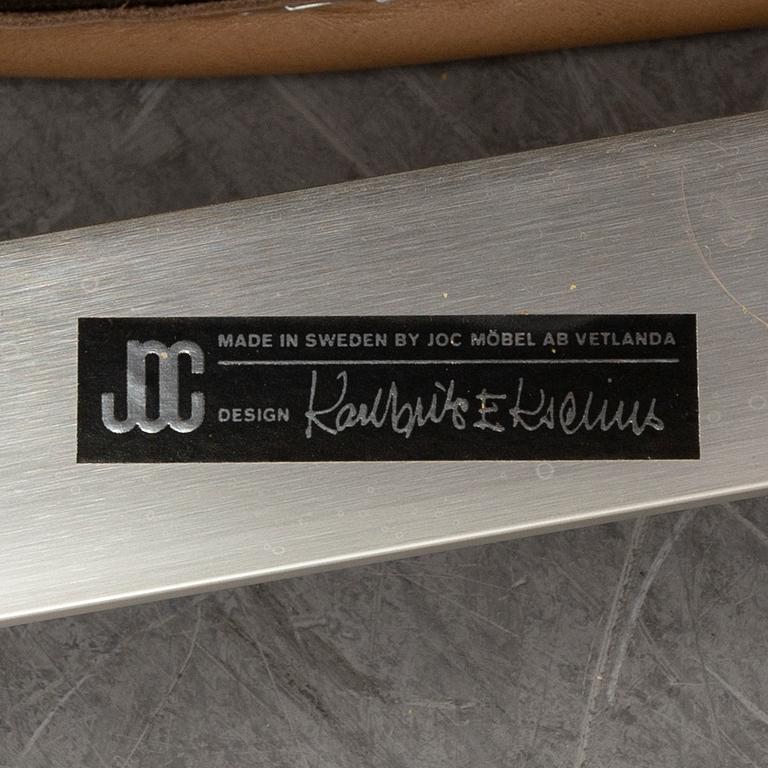 JOC
MADE IN SWEDEN BY JOC MÖBEL AB VETLANDA
DESIGN Karl Erik Ekselius